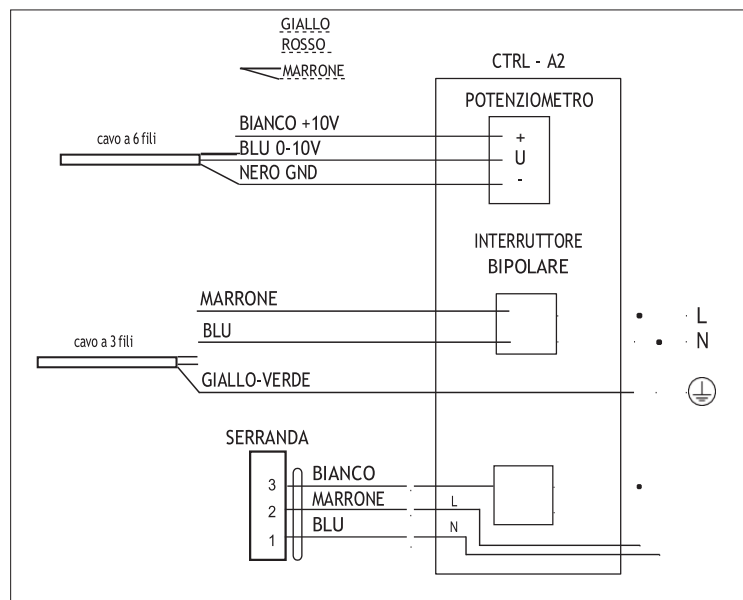 GIALLO
ROSSO
MARRONE
CTRL - A2
POTENZIOMETRO
cavo a 6 fili
BIANCO +10V
BLU 0-10V
NERO GND
+
U
-
INTERRUTTORE
BIPOLARE
MARRONE
BLU
L
N
cavo a 3 fili
GIALLO-VERDE
SERRANDA
3
BIANCO
2
MARRONE
L
1
BLU
N